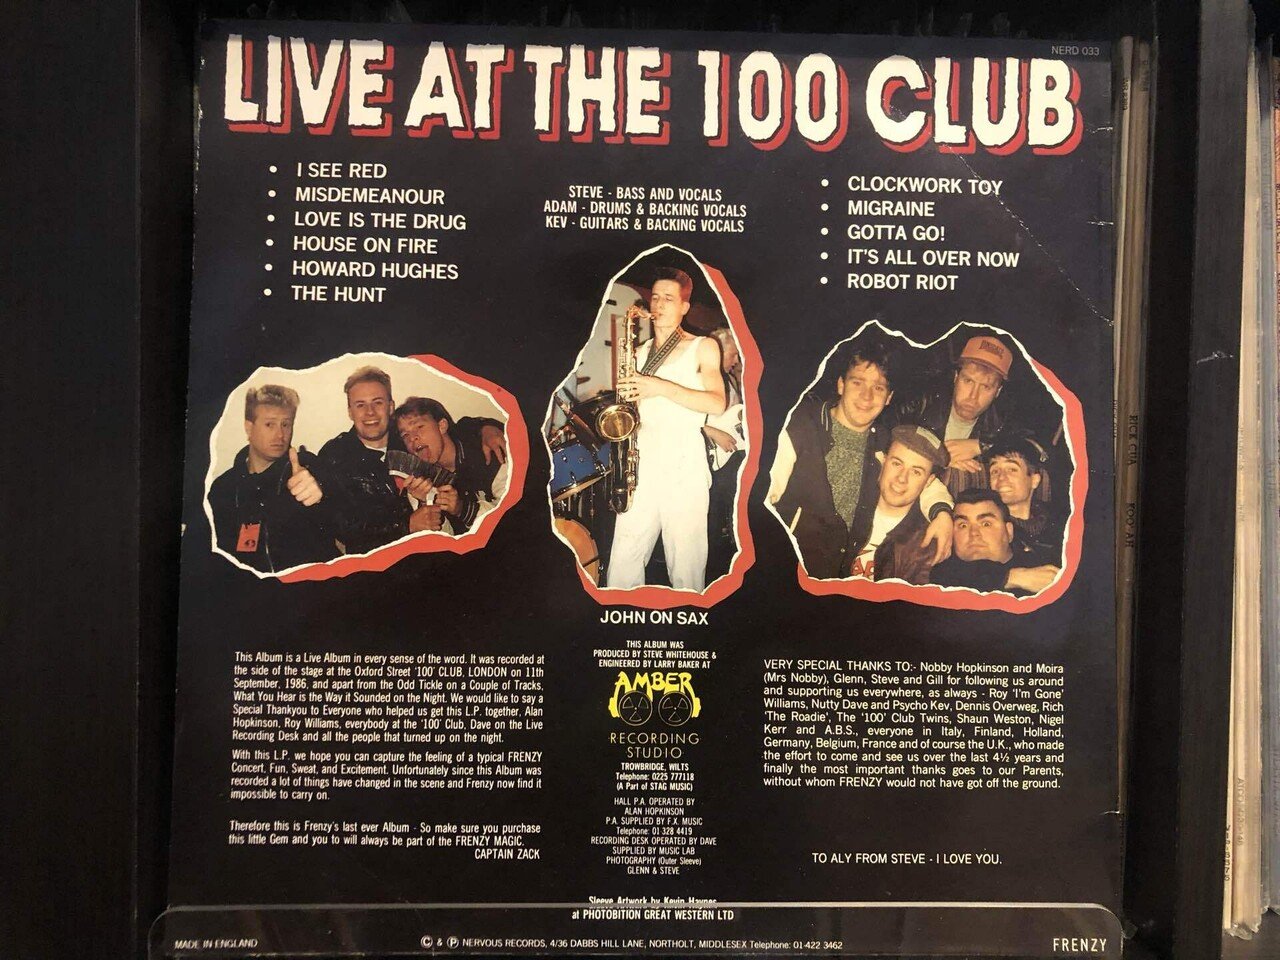 NERD 033
LIVE AT THE 100 CLUB
• I SEE RED
• MISDEMEANOUR
• LOVE IS THE DRUG
• HOUSE ON FIRE
• HOWARD HUGHES
• THE HUNT
STEVE - BASS AND VOCALS
ADAM - DRUMS & BACKING VOCALS
KEV - GUITARS & BACKING VOCALS
• CLOCKWORK TOY
• MIGRAINE
• GOTTA GO!
• IT'S ALL OVER NOW
• ROBOT RIOT
JOHN ON SAX
This Album is a Live Album in every sense of the word. It was recorded at
the side of the stage at the Oxford Street '100' CLUB, LONDON on 11th
September, 1986, and apart from the Odd Tickle on a Couple of Tracks,
What You Hear is the Way it Sounded on the Night. We would like to say a
Special Thankyou to Everyone who helped us get this L.P. together, Alan
Hopkinson, Roy Williams, everybody at the '100' Club, Dave on the Live
Recording Desk and all the people that turned up on the night.
With this L.P. we hope you can capture the feeling of a typical FRENZY
Concert, Fun, Sweat, and Excitement. Unfortunately since this Album was
recorded a lot of things have changed in the scene and Frenzy now find it
impossible to carry on.
Therefore this is Frenzy's last ever Album - So make sure you purchase
this little Gem and you to will always be part of the FRENZY MAGIC.
CAPTAIN ZACK
THIS ALBUM WAS
PRODUCED BY STEVE WHITEHOUSE &
ENGINEERED BY LARRY BAKER AT
AMBER
RECORDING
STUDIO
TROWBRIDGE, WILTS
Telephone: 0225 777118
(A Part of STAG MUSIC)
HALL P.A. OPERATED BY
ALAN HOPKINSON
P.A. SUPPLIED BY F.X. MUSIC
Telephone: 01 328 4419
RECORDING DESK OPERATED BY DAVE
SUPPLIED BY MUSIC LAB
PHOTOGRAPHY (Outer Sleeve)
GLENN & STEVE
Sleeve Artwork by Kevin Haynes
at PHOTOBITION GREAT WESTERN LTD
VERY SPECIAL THANKS TO:- Nobby Hopkinson and Moira
(Mrs Nobby), Glenn, Steve and Gill for following us around
and supporting us everywhere, as always - Roy 'I'm Gone'
Williams, Nutty Dave and Psycho Kev, Dennis Overweg, Rich
'The Roadie', The '100' Club Twins, Shaun Weston, Nigel
Kerr and A.B.S., everyone in Italy, Finland, Holland,
Germany, Belgium, France and of course the U.K., who made
the effort to come and see us over the last 4½ years and
finally the most important thanks goes to our Parents,
without whom FRENZY would not have got off the ground.
TO ALY FROM STEVE - I LOVE YOU.
MADE IN ENGLAND
© & ℗ NERVOUS RECORDS, 4/36 DABBS HILL LANE, NORTHOLT, MIDDLESEX Telephone: 01-422 3462
FRENZY